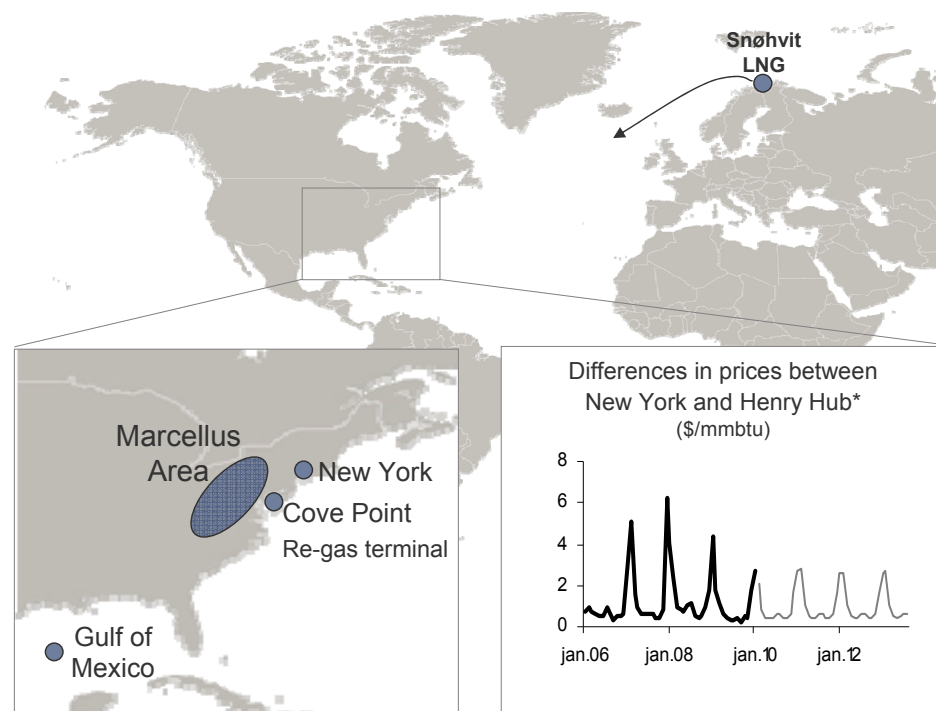 Snøhvit
LNG
Marcellus
Area
New York
Cove Point
Re-gas terminal
Gulf of
Mexico
Differences in prices between
New York and Henry Hub*
($/mmbtu)
8
6
4
2
0
jan.06
jan.08
jan.10
jan.12